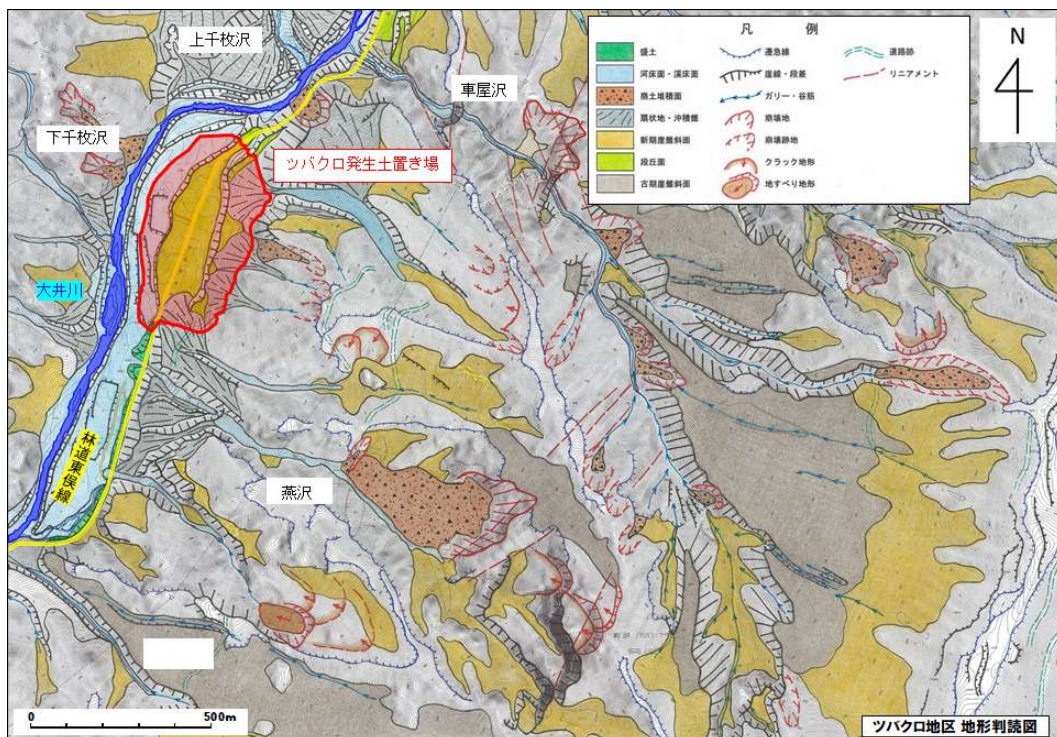 凡 例
盛土
河床面・渓床面
崩土堆積面
扇状地・沖積錐
新期崖錐斜面
段丘面
古期崖錐斜面
遷急線
崖線・段差
ガリー・谷筋
崩壊地
崩壊跡地
クラック地形
地すべり地形
道路跡
リニアメント
N
上千枚沢
車屋沢
下千枚沢
ツバクロ発生土置き場
大井川
林道東俣線
燕沢
0 500m
ツバクロ地区 地形判読図